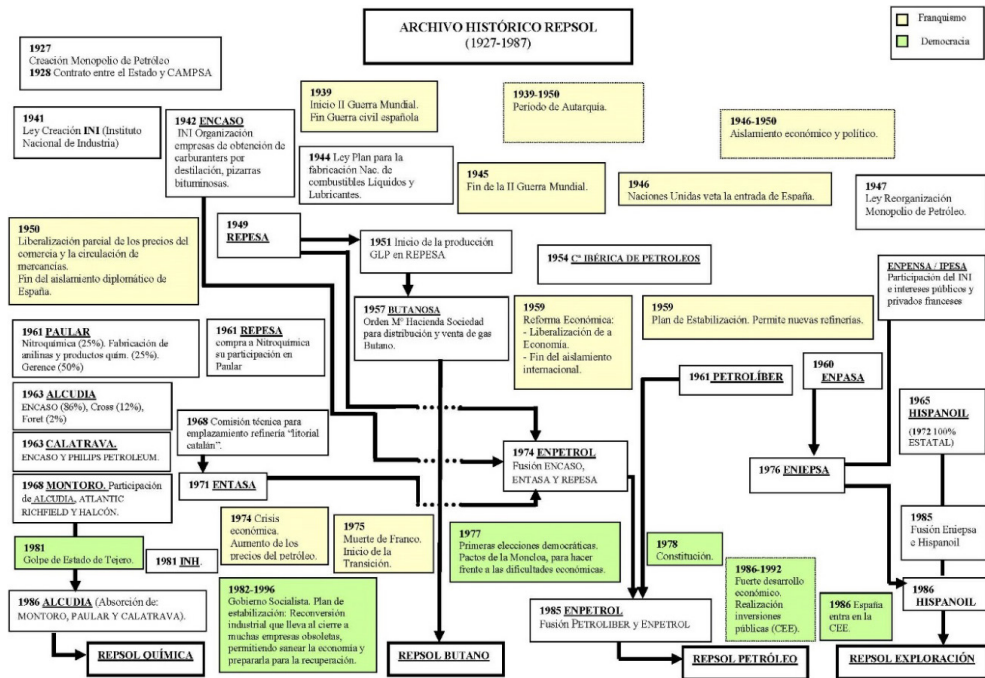 ARCHIVO HISTÓRICO REPSOL
(1927-1987)
Franquismo
Democracia
1927
Creación Monopolio de Petróleo
1928 Contrato entre el Estado y CAMPSA
1939
Inicio II Guerra Mundial.
Fin Guerra civil española
1939-1950
Periodo de Autarquía.
1941
Ley Creación INI (Instituto
Nacional de Industria)
1942 ENCASO
INI Organización
empresas de obtención de
carburanters por
destilación, pizarras
bituminosas.
1946-1950
Aislamiento económico y político.
1944 Ley Plan para la
fabricación Nac. de
combustibles Líquidos y
Lubricantes.
1945
Fin de la II Guerra Mundial.
1946
Naciones Unidas veta la entrada de España.
1947
Ley Reorganización
Monopolio de Petróleo.
1950
Liberalización parcial de los precios del
comercia y la circulación de
mercancías.
Fin del aislamiento diplomático de
España.
1949
REPESA
1951 Inicio de la producción
GLP en REPESA
1954 Cª IBÉRICA DE PETROLEOS
ENPENSA / IPESA
Participación del INI
e intereses públicos y
privados franceses
1957 BUTANOSA
Orden Mº Hacienda Sociedad
para distribución y venta de gas
Butano.
1959
Reforma Económica:
- Liberalización de a
Economía.
- Fin del aislamiento
internacional.
1959
Plan de Estabilización. Permite nuevas refinerías.
1961 PAULAR
Nitroquímica (25%). Fabricación de
anilinas y productos quím. (25%).
Gerence (50%)
1961 REPESA
compra a Nitroquímica
su participación en
Paular
1961 PETROLÍBER
1960
ENPASA
1963 ALCUDIA
ENCASO (86%), Cross (12%),
Foret (2%)
1965
HISPANOIL
(1972 100%
ESTATAL)
1963 CALATRAVA.
ENCASO Y PHILIPS PETROLEUM.
1968 Comisión técnica para
emplazamiento refinería "litorial
catalán".
1974 ENPETROL
Fusión ENCASO,
ENTASA Y REPESA
1976 ENIEPSA
1968 MONTORO. Participación
de ALCUDIA, ATLANTIC
RICHFIELD Y HALCÓN.
1971 ENTASA
1974 Crisis
económica.
Aumento de los
precios del petróleo.
1975
Muerte de Franco.
Inicio de la
Transición.
1977
Primeras elecciones democráticas.
Pactos de la Moncloa, para hacer
frente a las dificultades económicas.
1978
Constitución.
1985
Fusión Eniepsa
e Hispanoil
1981
Golpe de Estado de Tejero.
1981 INH.
1982-1996
Gobierno Socialista. Plan de
estabilización: Reconversión
industrial que lleva al cierre a
muchas empresas obsoletas,
permitiendo sanear la economía y
prepararla para la recuperación.
1986-1992
Fuerte desarrollo
económico.
Realización
inversiones
públicas (CEE).
1986 España
entra en la
CEE.
1986
HISPANOIL
1986 ALCUDIA (Absorción de:
MONTORO, PAULAR Y CALATRAVA).
1985 ENPETROL
Fusión PETROLIBER y ENPETROL
REPSOL QUÍMICA
REPSOL BUTANO
REPSOL PETRÓLEO
REPSOL EXPLORACIÓN